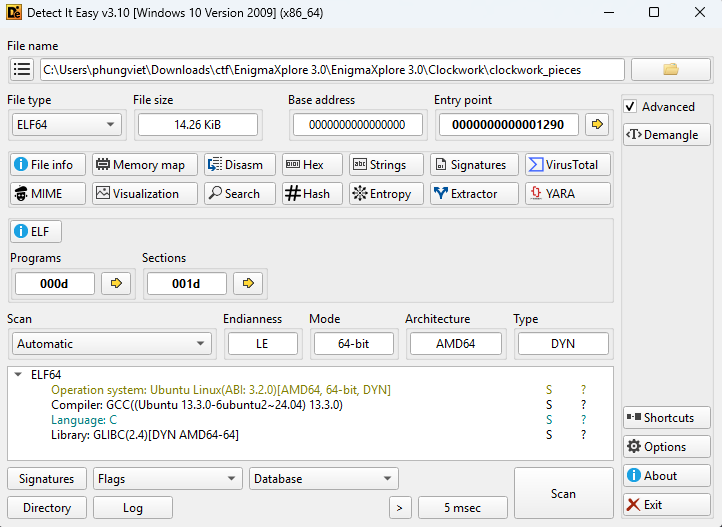 Detect It Easy v3.10 [Windows 10 Version 2009] (x86_64)
File name
C:\Users\phungviet\Downloads\ctf\EnigmaXplore 3.0\EnigmaXplore 3.0\Clockwork\clockwork_pieces
File type File size Base address Entry point Advanced
ELF64 14.26 KiB 0000000000000000 0000000000001290
<T> Demangle
File info Memory map Disasm Hex Strings Signatures VirusTotal
MIME Visualization Search Hash Entropy Extractor YARA
ELF
Programs Sections
000d 001d
Scan Endianness Mode Architecture Type
Automatic LE 64-bit AMD64 DYN
ELF64
Operation system: Ubuntu Linux(ABI: 3.2.0)[AMD64, 64-bit, DYN] S ?
Compiler: GCC((Ubuntu 13.3.0-6ubuntu2~24.04) 13.3.0) S ?
Language: C S ?
Library: GLIBC(2.4)[DYN AMD64-64] S ?
Shortcuts
Options
Signatures Flags Database Scan About
Directory Log > 5 msec Exit